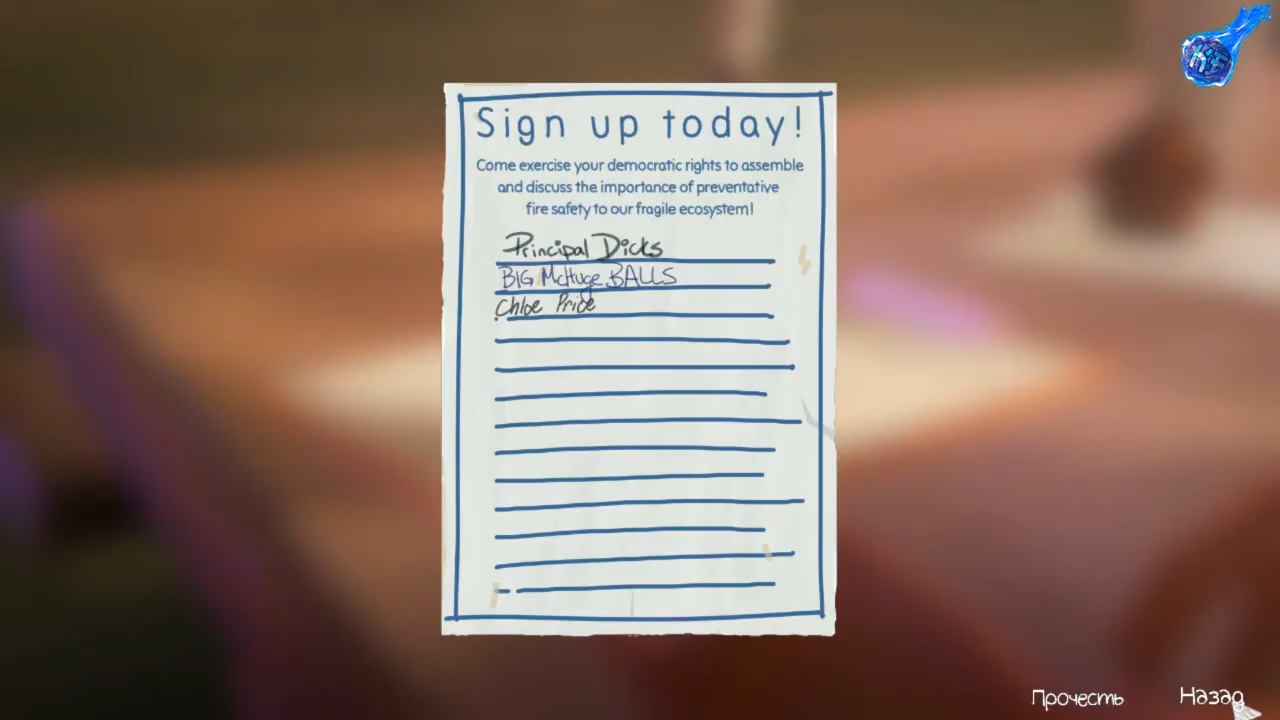 Sign up today!
Come exercise your democratic rights to assemble
and discuss the importance of preventative
fire safety to our fragile ecosystem!
Principal Dicks
BIG McHuge BALLS
Chloe Price
Прочесть
Назад